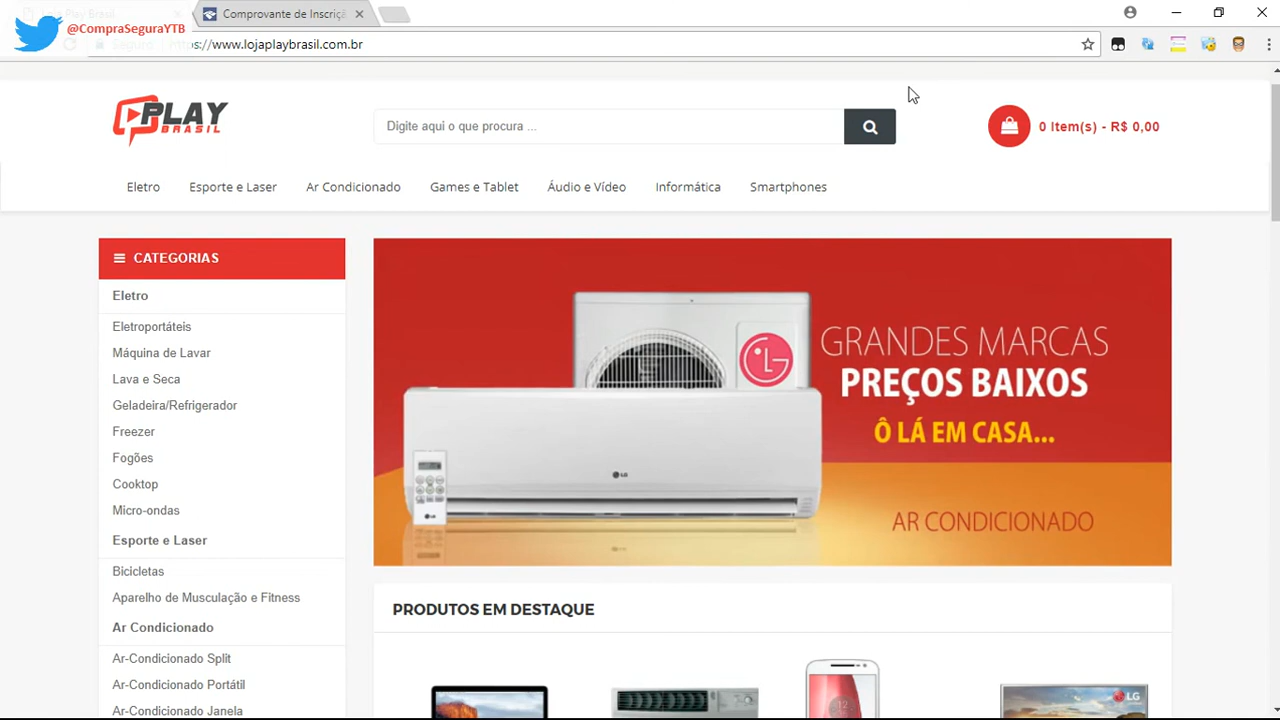 Comprovante de Inscriçã
@CompraSeguraYTB
https://www.lojaplaybrasil.com.br
PLAY
BRASIL
Digite aqui o que procura ...
0 Item(s) - R$ 0,00
Eletro
Esporte e Laser
Ar Condicionado
Games e Tablet
Áudio e Vídeo
Informática
Smartphones
CATEGORIAS
Eletro
Eletroportáteis
Máquina de Lavar
Lava e Seca
Geladeira/Refrigerador
Freezer
Fogões
Cooktop
Micro-ondas
Esporte e Laser
Bicicletas
Aparelho de Musculação e Fitness
Ar Condicionado
Ar-Condicionado Split
Ar-Condicionado Portátil
Ar-Condicionado Janela
GRANDES MARCAS
PREÇOS BAIXOS
Ô LÁ EM CASA...
LG
AR CONDICIONADO
PRODUTOS EM DESTAQUE
LG